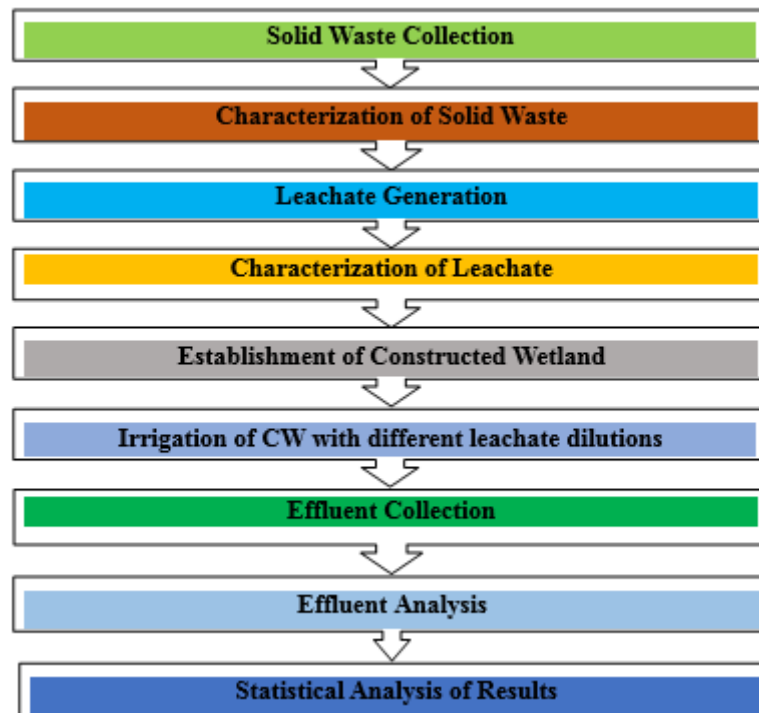 Solid Waste Collection
Characterization of Solid Waste
Leachate Generation
Characterization of Leachate
Establishment of Constructed Wetland
Irrigation of CW with different leachate dilutions
Effluent Collection
Effluent Analysis
Statistical Analysis of Results